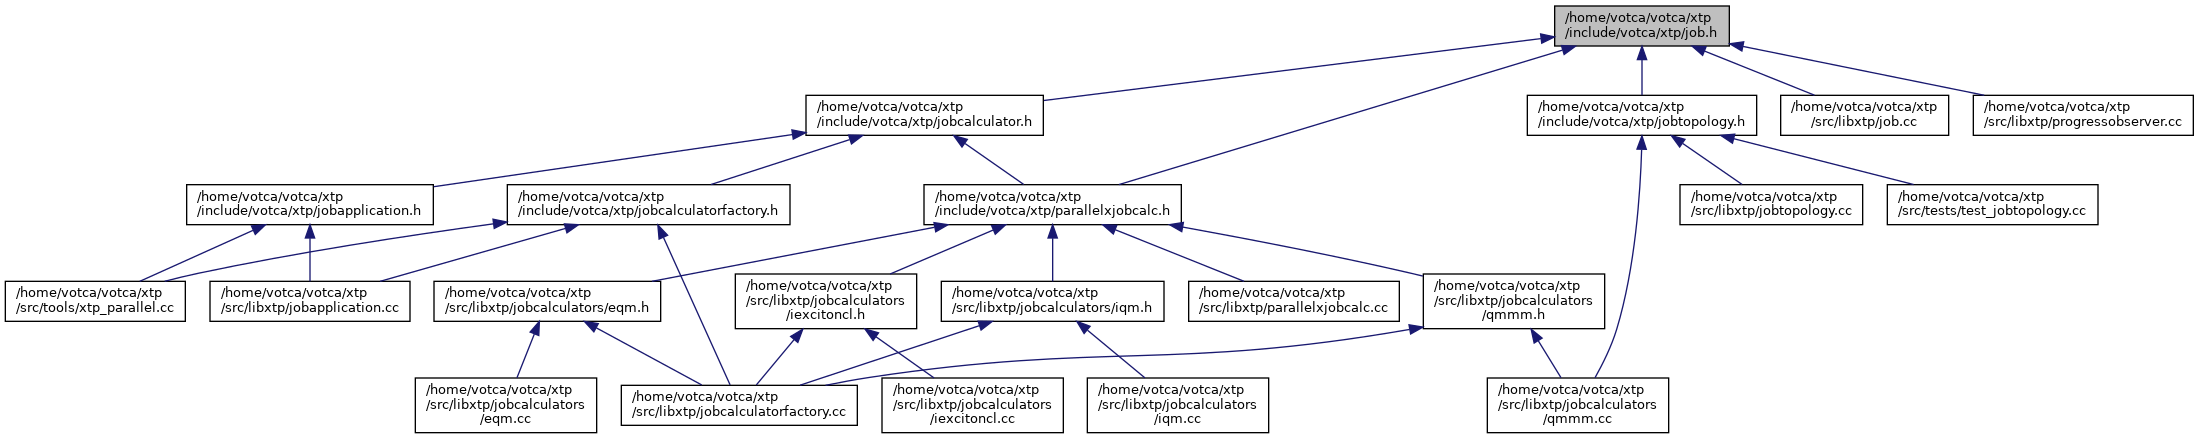 /home/votca/votca/xtp
/include/votca/xtp/job.h
/home/votca/votca/xtp
/include/votca/xtp/jobcalculator.h
/home/votca/votca/xtp
/include/votca/xtp/jobtopology.h
/home/votca/votca/xtp
/src/libxtp/job.cc
/home/votca/votca/xtp
/src/libxtp/progressobserver.cc
/home/votca/votca/xtp
/include/votca/xtp/jobapplication.h
/home/votca/votca/xtp
/include/votca/xtp/jobcalculatorfactory.h
/home/votca/votca/xtp
/include/votca/xtp/parallelxjobcalc.h
/home/votca/votca/xtp
/src/libxtp/jobtopology.cc
/home/votca/votca/xtp
/src/tests/test_jobtopology.cc
/home/votca/votca/xtp
/src/tools/xtp_parallel.cc
/home/votca/votca/xtp
/src/libxtp/jobapplication.cc
/home/votca/votca/xtp
/src/libxtp/jobcalculators/eqm.h
/home/votca/votca/xtp
/src/libxtp/jobcalculators
/iexcitoncl.h
/home/votca/votca/xtp
/src/libxtp/jobcalculators/iqm.h
/home/votca/votca/xtp
/src/libxtp/parallelxjobcalc.cc
/home/votca/votca/xtp
/src/libxtp/jobcalculators
/qmmm.h
/home/votca/votca/xtp
/src/libxtp/jobcalculators
/eqm.cc
/home/votca/votca/xtp
/src/libxtp/jobcalculatorfactory.cc
/home/votca/votca/xtp
/src/libxtp/jobcalculators
/iexcitoncl.cc
/home/votca/votca/xtp
/src/libxtp/jobcalculators
/iqm.cc
/home/votca/votca/xtp
/src/libxtp/jobcalculators
/qmmm.cc